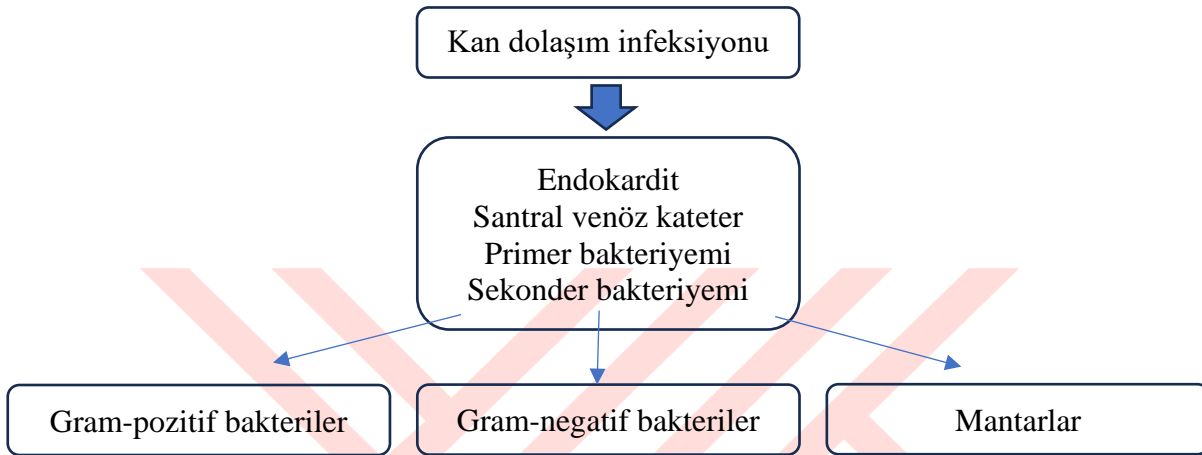 Kan dolaşım infeksiyonu
Endokardit
Santral venöz kateter
Primer bakteriyemi
Sekonder bakteriyemi
Gram-pozitif bakteriler
Gram-negatif bakteriler
Mantarlar